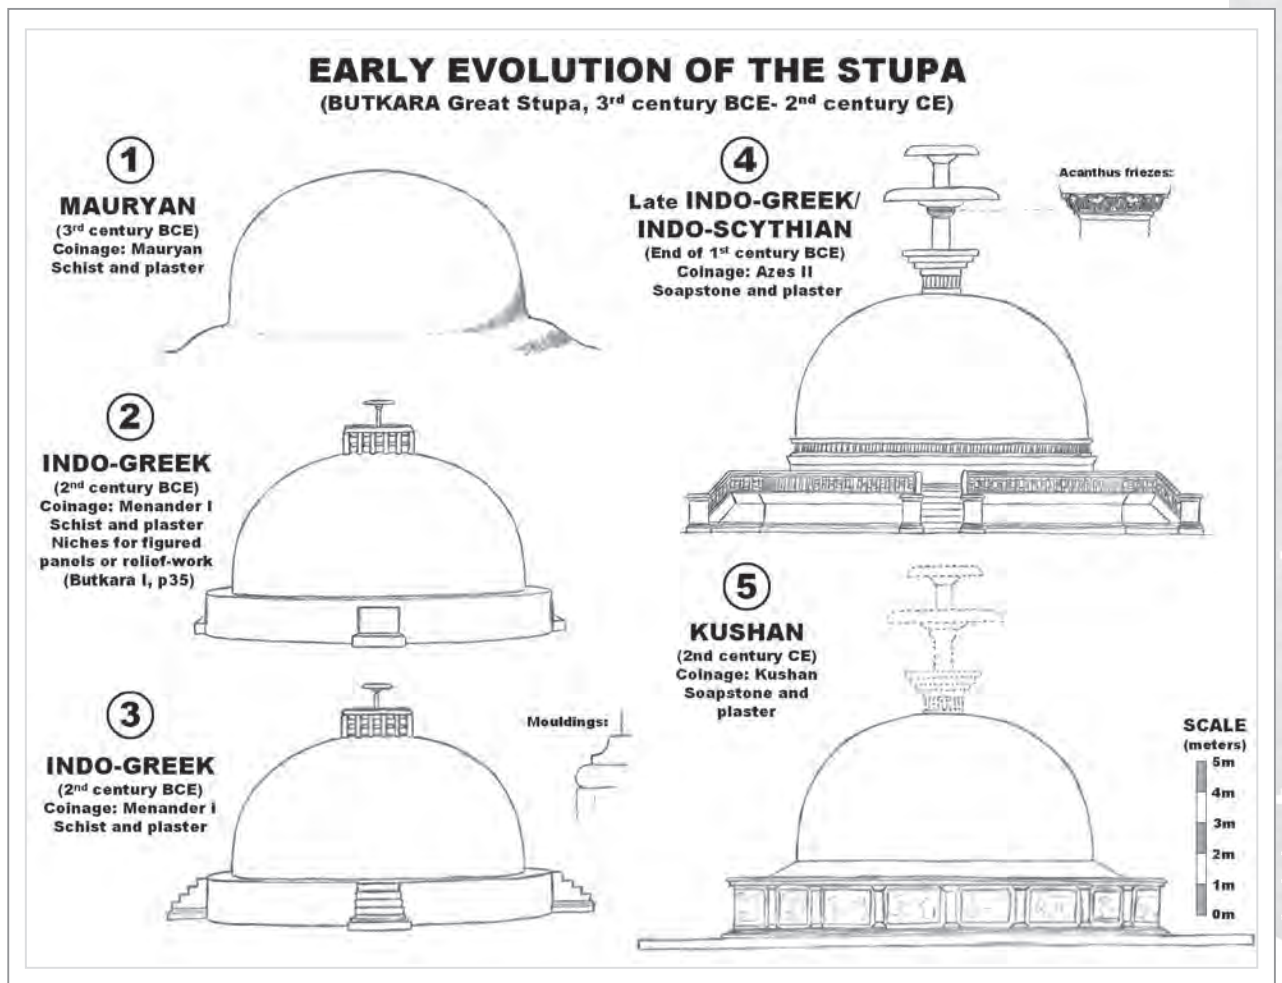 EARLY EVOLUTION OF THE STUPA
(BUTKARA Great Stupa, 3rd century BCE- 2nd century CE)
1
MAURYAN
(3rd century BCE)
Coinage: Mauryan
Schist and plaster
2
INDO-GREEK
(2nd century BCE)
Coinage: Menander I
Schist and plaster
Niches for figured
panels or relief-work
(Butkara I, p35)
3
INDO-GREEK
(2nd century BCE)
Coinage: Menander I
Schist and plaster
Mouldings:
4
Late INDO-GREEK/
INDO-SCYTHIAN
(End of 1st century BCE)
Coinage: Azes II
Soapstone and plaster
Acanthus friezes:
5
KUSHAN
(2nd century CE)
Coinage: Kushan
Soapstone and
plaster
SCALE
(meters)
5m
4m
3m
2m
1m
0m